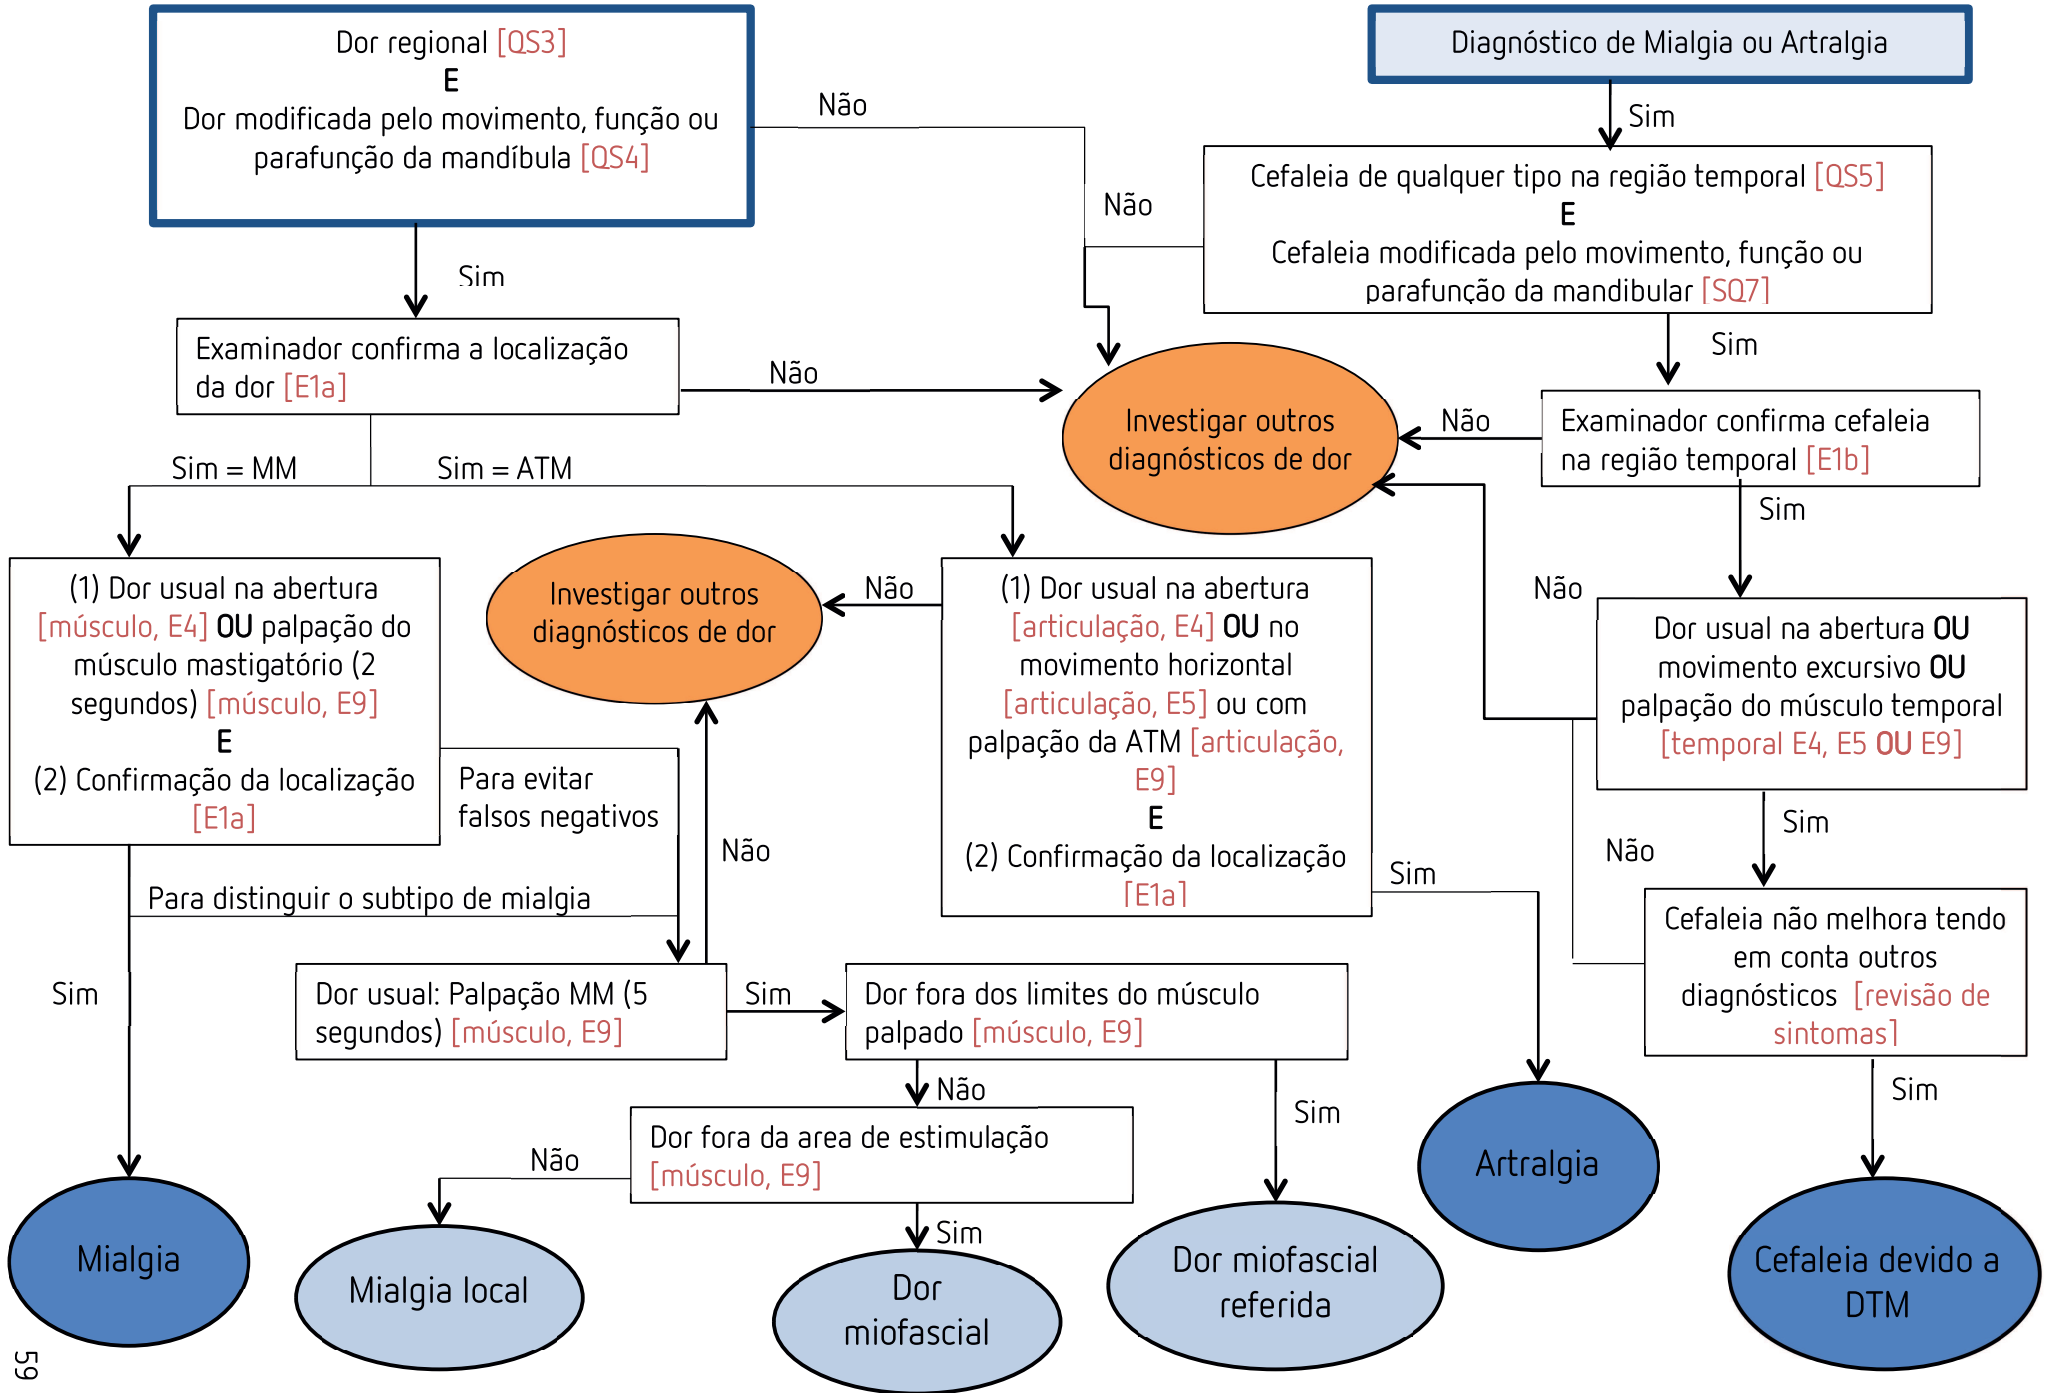 Dor regional [QS3]
E
Dor modificada pelo movimento, função ou
parafunção da mandíbula [QS4]
Não
Sim
Examinador confirma a localização
da dor [E1a]
Não
Sim = MM
Sim = ATM
Diagnóstico de Mialgia ou Artralgia
Sim
Cefaleia de qualquer tipo na região temporal [QS5]
E
Cefaleia modificada pelo movimento, função ou
parafunção da mandibular [SQ7]
Não
Sim
Investigar outros
diagnósticos de dor
Não
Examinador confirma cefaleia
na região temporal [E1b]
Sim
(1) Dor usual na abertura
[músculo, E4] OU palpação do
músculo mastigatório (2
segundos) [músculo, E9]
E
(2) Confirmação da localização
[E1a]
Para evitar
falsos negativos
Investigar outros
diagnósticos de dor
Não
(1) Dor usual na abertura
[articulação, E4] OU no
movimento horizontal
[articulação, E5] ou com
palpação da ATM [articulação,
E9]
E
(2) Confirmação da localização
[E1a]
Não
Dor usual na abertura OU
movimento excursivo OU
palpação do músculo temporal
[temporal E4, E5 OU E9]
Não
Sim
Não
Sim
Cefaleia não melhora tendo
em conta outros
diagnósticos [revisão de
sintomas]
Para distinguir o subtipo de mialgia
Sim
Dor usual: Palpação MM (5
segundos) [músculo, E9]
Sim
Dor fora dos limites do músculo
palpado [músculo, E9]
Não
Sim
Sim
Dor fora da area de estimulação
[músculo, E9]
Não
Sim
Mialgia
Mialgia local
Dor
miofascial
Dor miofascial
referida
Artralgia
Cefaleia devido a
DTM
59